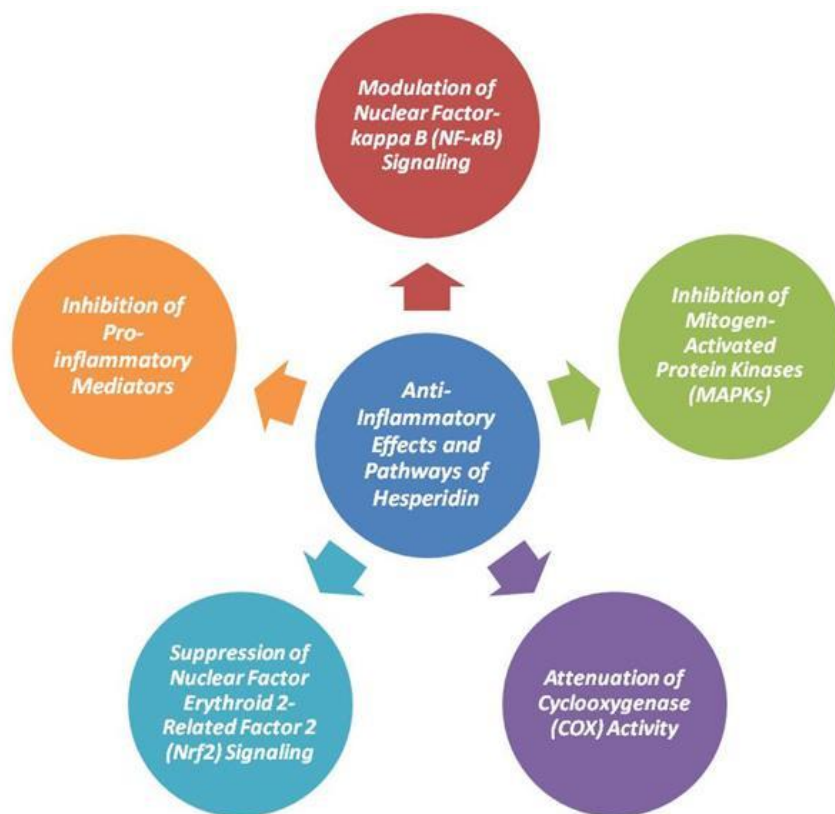 Modulation of
Nuclear Factor-
kappa B (NF-κB)
Signaling
Inhibition of
Pro-
inflammatory
Mediators
Inhibition of
Mitogen-
Activated
Protein Kinases
(MAPKs)
Anti-
Inflammatory
Effects and
Pathways of
Hesperidin
Suppression of
Nuclear Factor
Erythroid 2-
Related Factor 2
(Nrf2) Signaling
Attenuation of
Cyclooxygenase
(COX) Activity